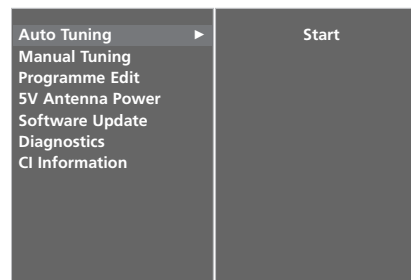 Auto Tuning ► Start
Manual Tuning
Programme Edit
5V Antenna Power
Software Update
Diagnostics
CI Information